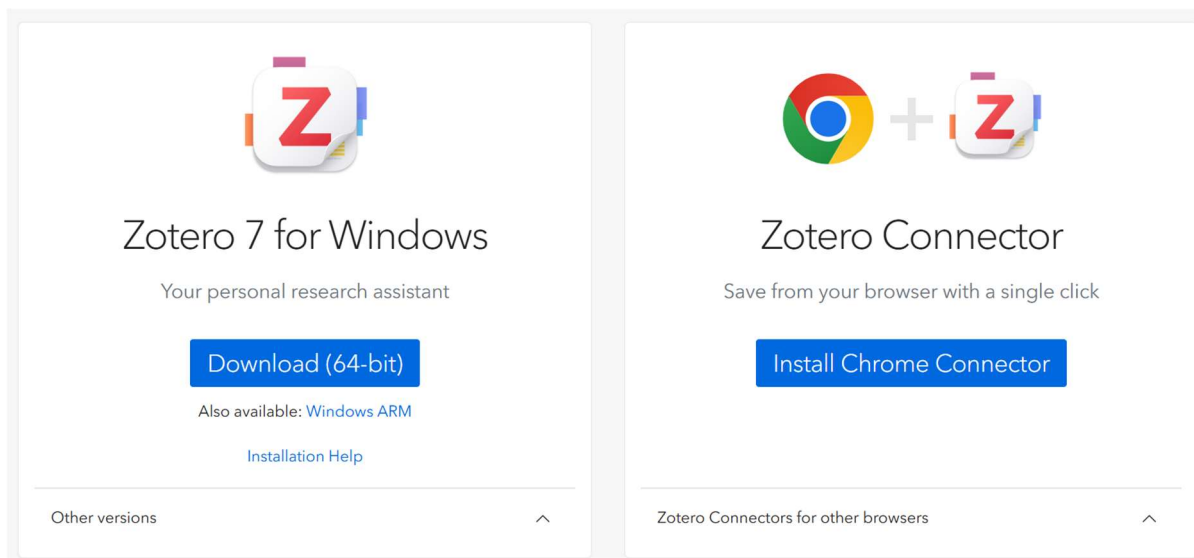 Z
Zotero 7 for Windows
Your personal research assistant
Download (64-bit)
Also available: Windows ARM
Installation Help
Other versions
Z
Zotero Connector
Save from your browser with a single click
Install Chrome Connector
Zotero Connectors for other browsers